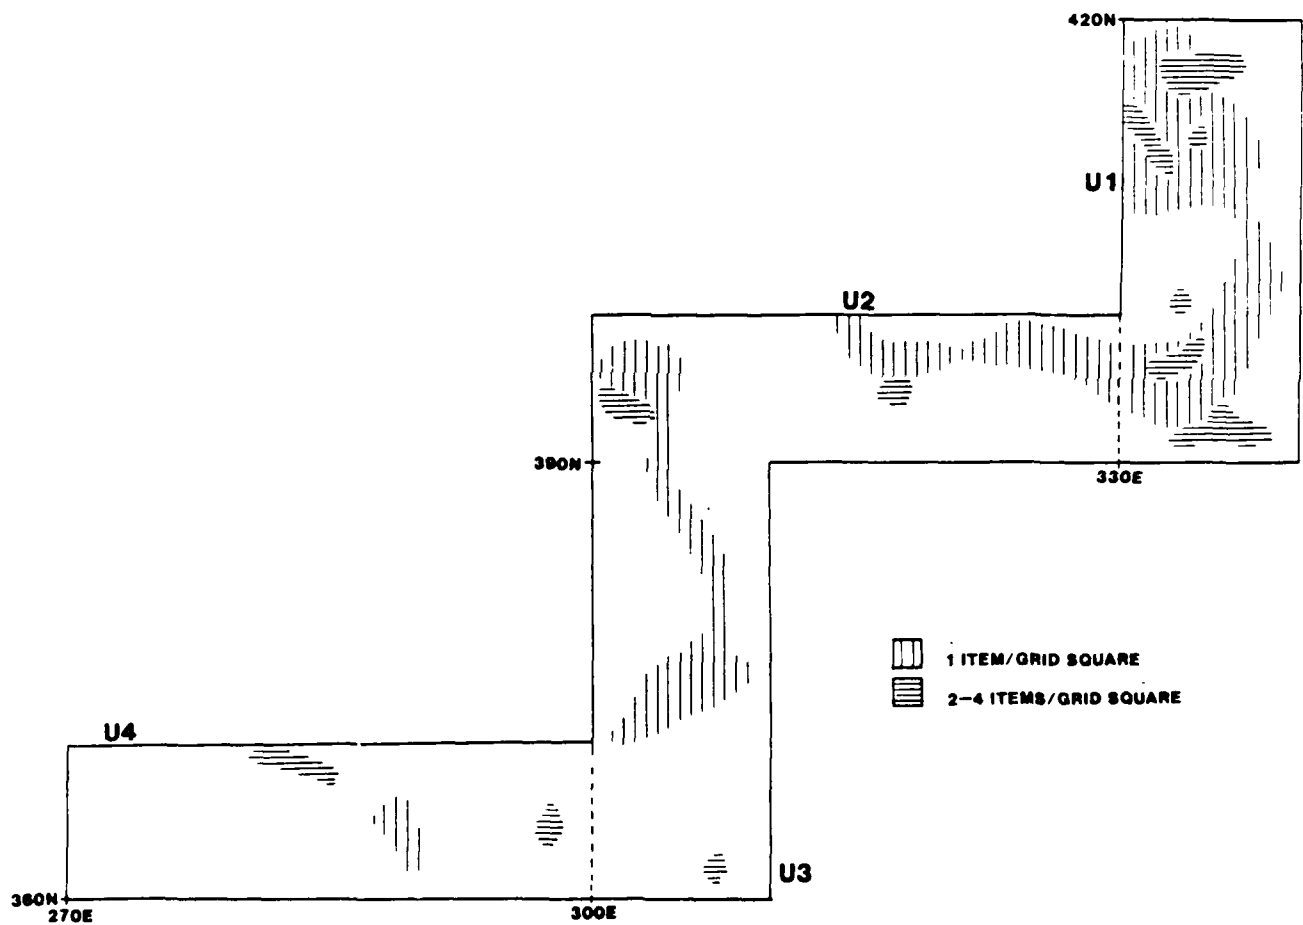 420N
U1
U2
390N
330E
1 ITEM/GRID SQUARE
2-4 ITEMS/GRID SQUARE
U4
U3
360N
270E
300E